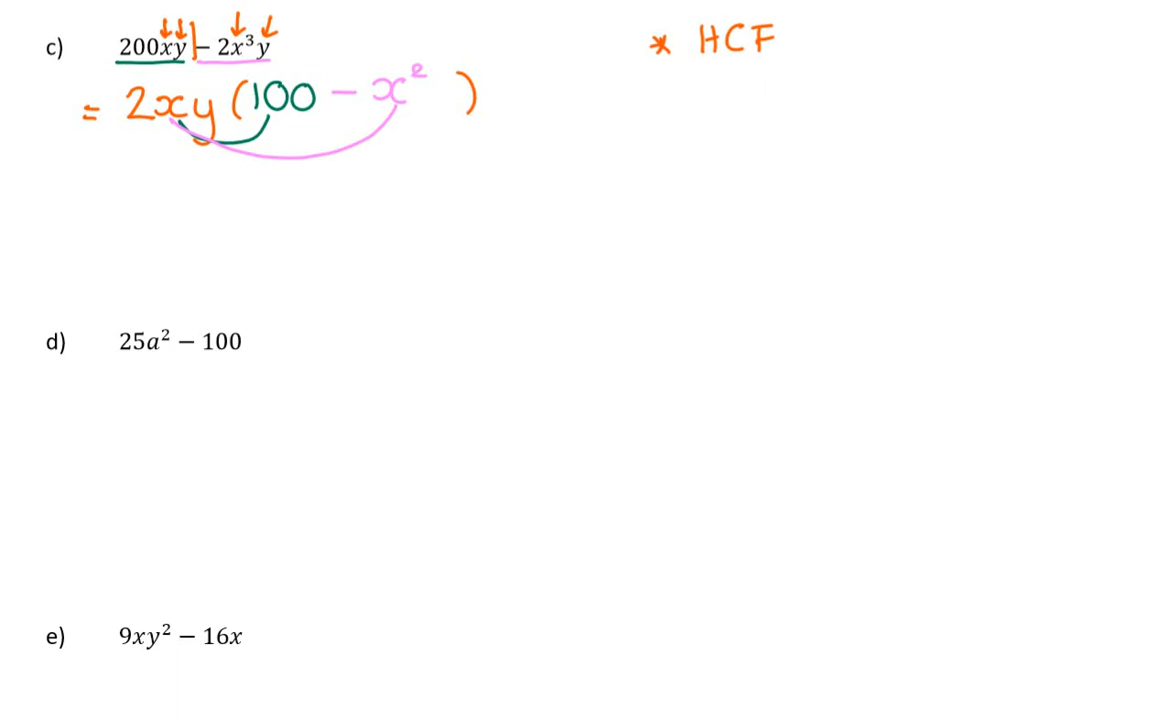 c) 200xy − 2x³y * HCF
= 2xy (100 − x² )
d) 25a² − 100
e) 9xy² − 16x